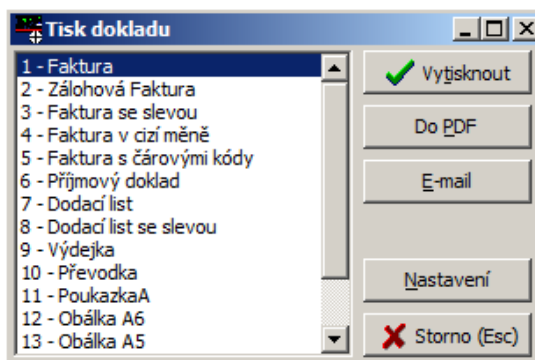 Tisk dokladu
1 - Faktura
2 - Zálohová Faktura
3 - Faktura se slevou
4 - Faktura v cizí měně
5 - Faktura s čárovými kódy
6 - Příjmový doklad
7 - Dodací list
8 - Dodací list se slevou
9 - Výdejka
10 - Převodka
11 - PoukazkaA
12 - Obálka A6
13 - Obálka A5
Vytisknout
Do PDF
E-mail
Nastavení
Storno (Esc)